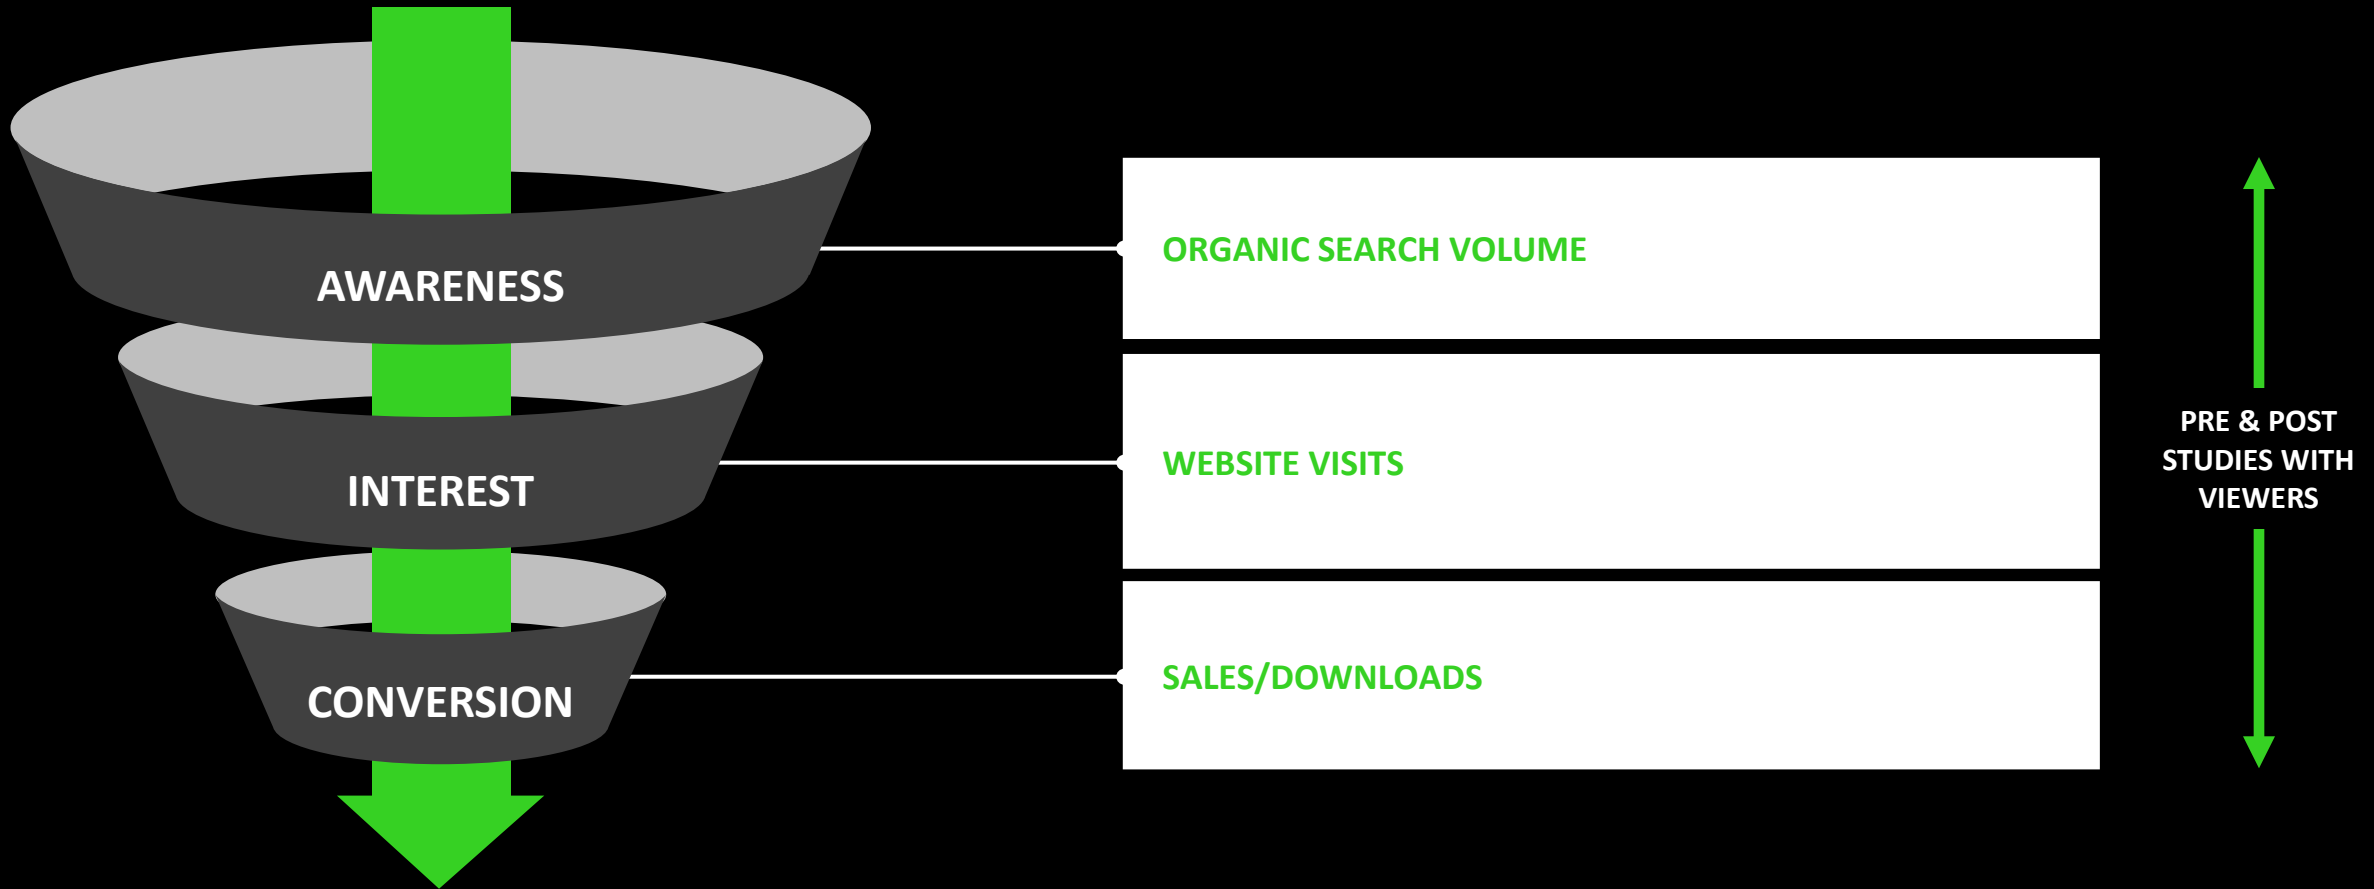 AWARENESS
ORGANIC SEARCH VOLUME
INTEREST
WEBSITE VISITS
CONVERSION
SALES/DOWNLOADS
PRE & POST
STUDIES WITH
VIEWERS